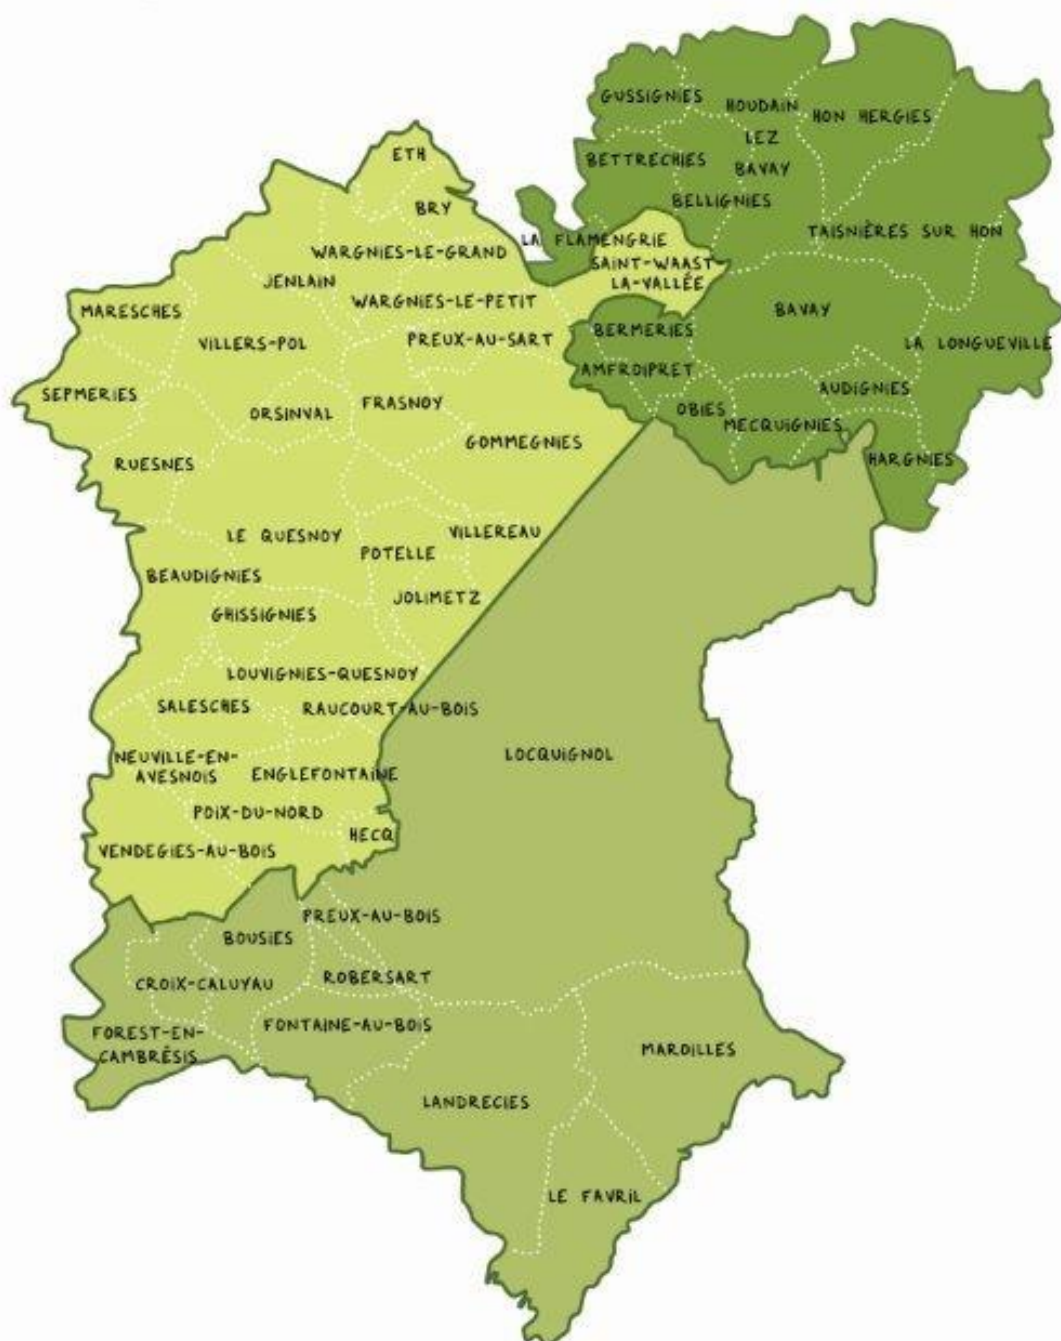 GUSSIGNIES
HOUDAIN
LEZ
BAVAY
HON HERGIES
BETTRECHIES
BELLIGNIES
LA FLAMENGRIE
TAISNIÈRES SUR HON
SAINT-WAAST-
LA-VALLÉE
BAVAY
BERMERIES
LA LONGUEVILLE
AMFROIPRET
AUDIGNIES
OBIES
MECQUIGNIES
HARGNIES
ETH
BRY
WARGNIES-LE-GRAND
JENLAIN
WARGNIES-LE-PETIT
MARESCHES
VILLERS-POL
PREUX-AU-SART
SEPMERIES
ORSINVAL
FRASNOY
GOMMEGNIES
RUESNES
LE QUESNOY
VILLEREAU
POTELLE
BEAUDIGNIES
JOLIMETZ
GHISSIGNIES
LOUVIGNIES-QUESNOY
SALESCHES
RAUCOURT-AU-BOIS
NEUVILLE-EN-
AVESNOIS
ENGLEFONTAINE
POIX-DU-NORD
HECQ
VENDEGIES-AU-BOIS
LOCQUIGNOL
PREUX-AU-BOIS
BOUSIES
ROBERSART
CROIX-CALUYAU
FONTAINE-AU-BOIS
FOREST-EN-
CAMBRÉSIS
MAROILLES
LANDRECIES
LE FAVRIL